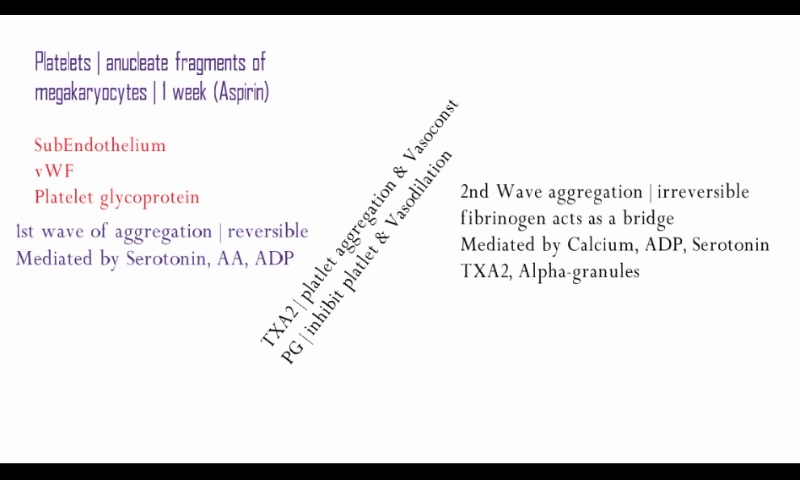 Platelets | anucleate fragments of
megakaryocytes | 1 week (Aspirin)
SubEndothelium
vWF
Platelet glycoprotein
1st wave of aggregation | reversible
Mediated by Serotonin, AA, ADP
TXA2 | platlet aggregation & Vasoconst
PG | inhibit platlet & Vasodilation
2nd Wave aggregation | irreversible
fibrinogen acts as a bridge
Mediated by Calcium, ADP, Serotonin
TXA2, Alpha-granules